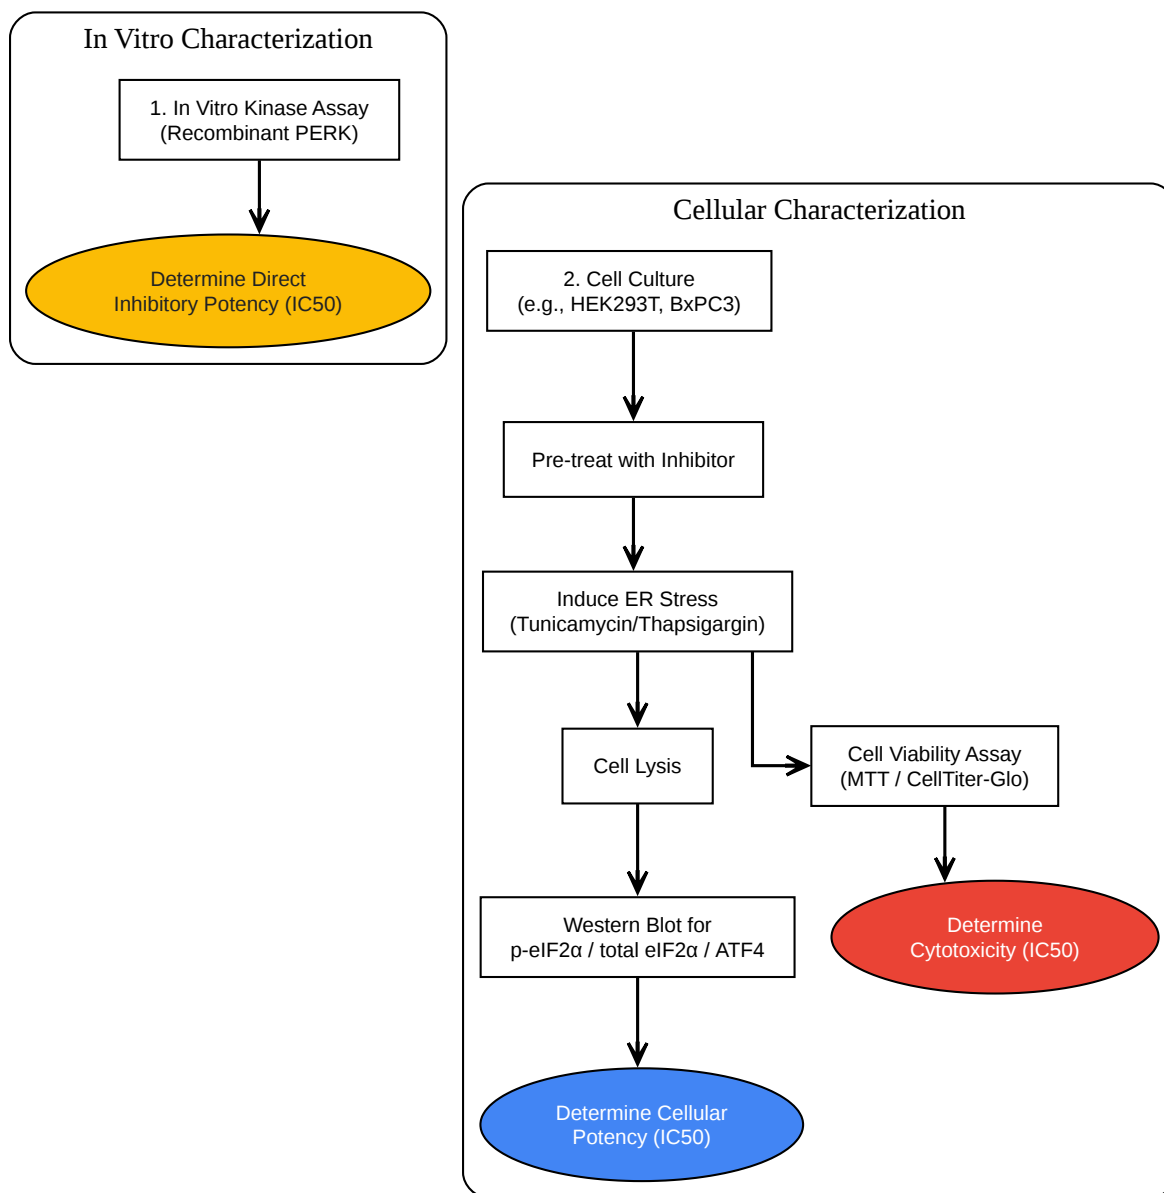 In Vitro Characterization
1. In Vitro Kinase Assay
(Recombinant PERK)
Determine Direct
Inhibitory Potency (IC50)
Cellular Characterization
2. Cell Culture
(e.g., HEK293T, BxPC3)
Pre-treat with Inhibitor
Induce ER Stress
(Tunicamycin/Thapsigargin)
Cell Lysis
Cell Viability Assay
(MTT / CellTiter-Glo)
Western Blot for
p-eIF2α / total eIF2α / ATF4
Determine
Cytotoxicity (IC50)
Determine Cellular
Potency (IC50)